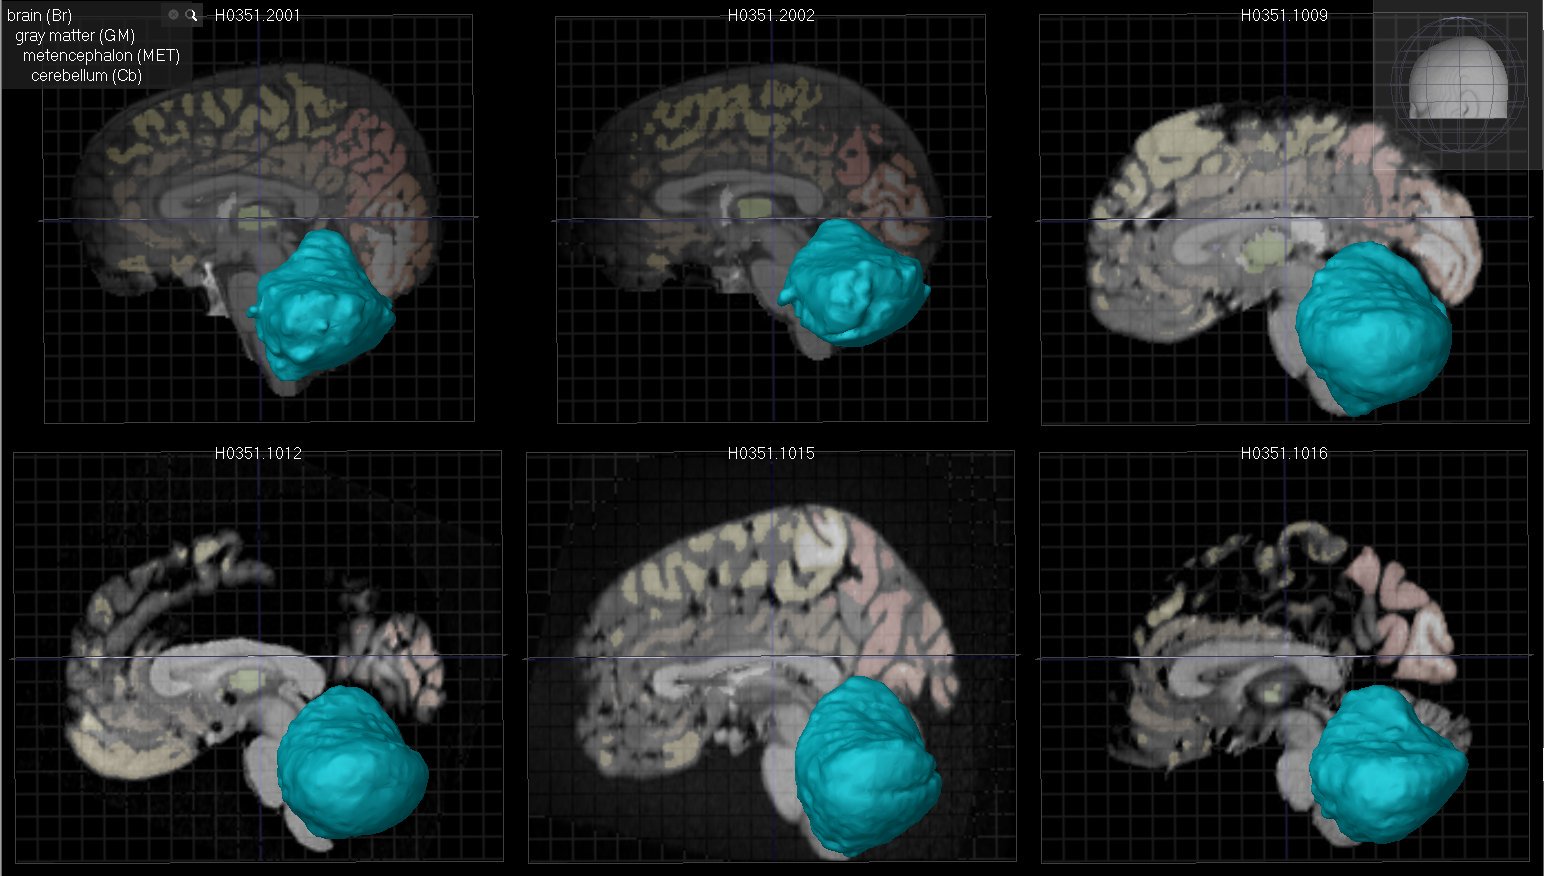 brain (Br)
gray matter (GM)
metencephalon (MET)
cerebellum (Cb)
H0351.2001
H0351.2002
H0351.1009
H0351.1012
H0351.1015
H0351.1016